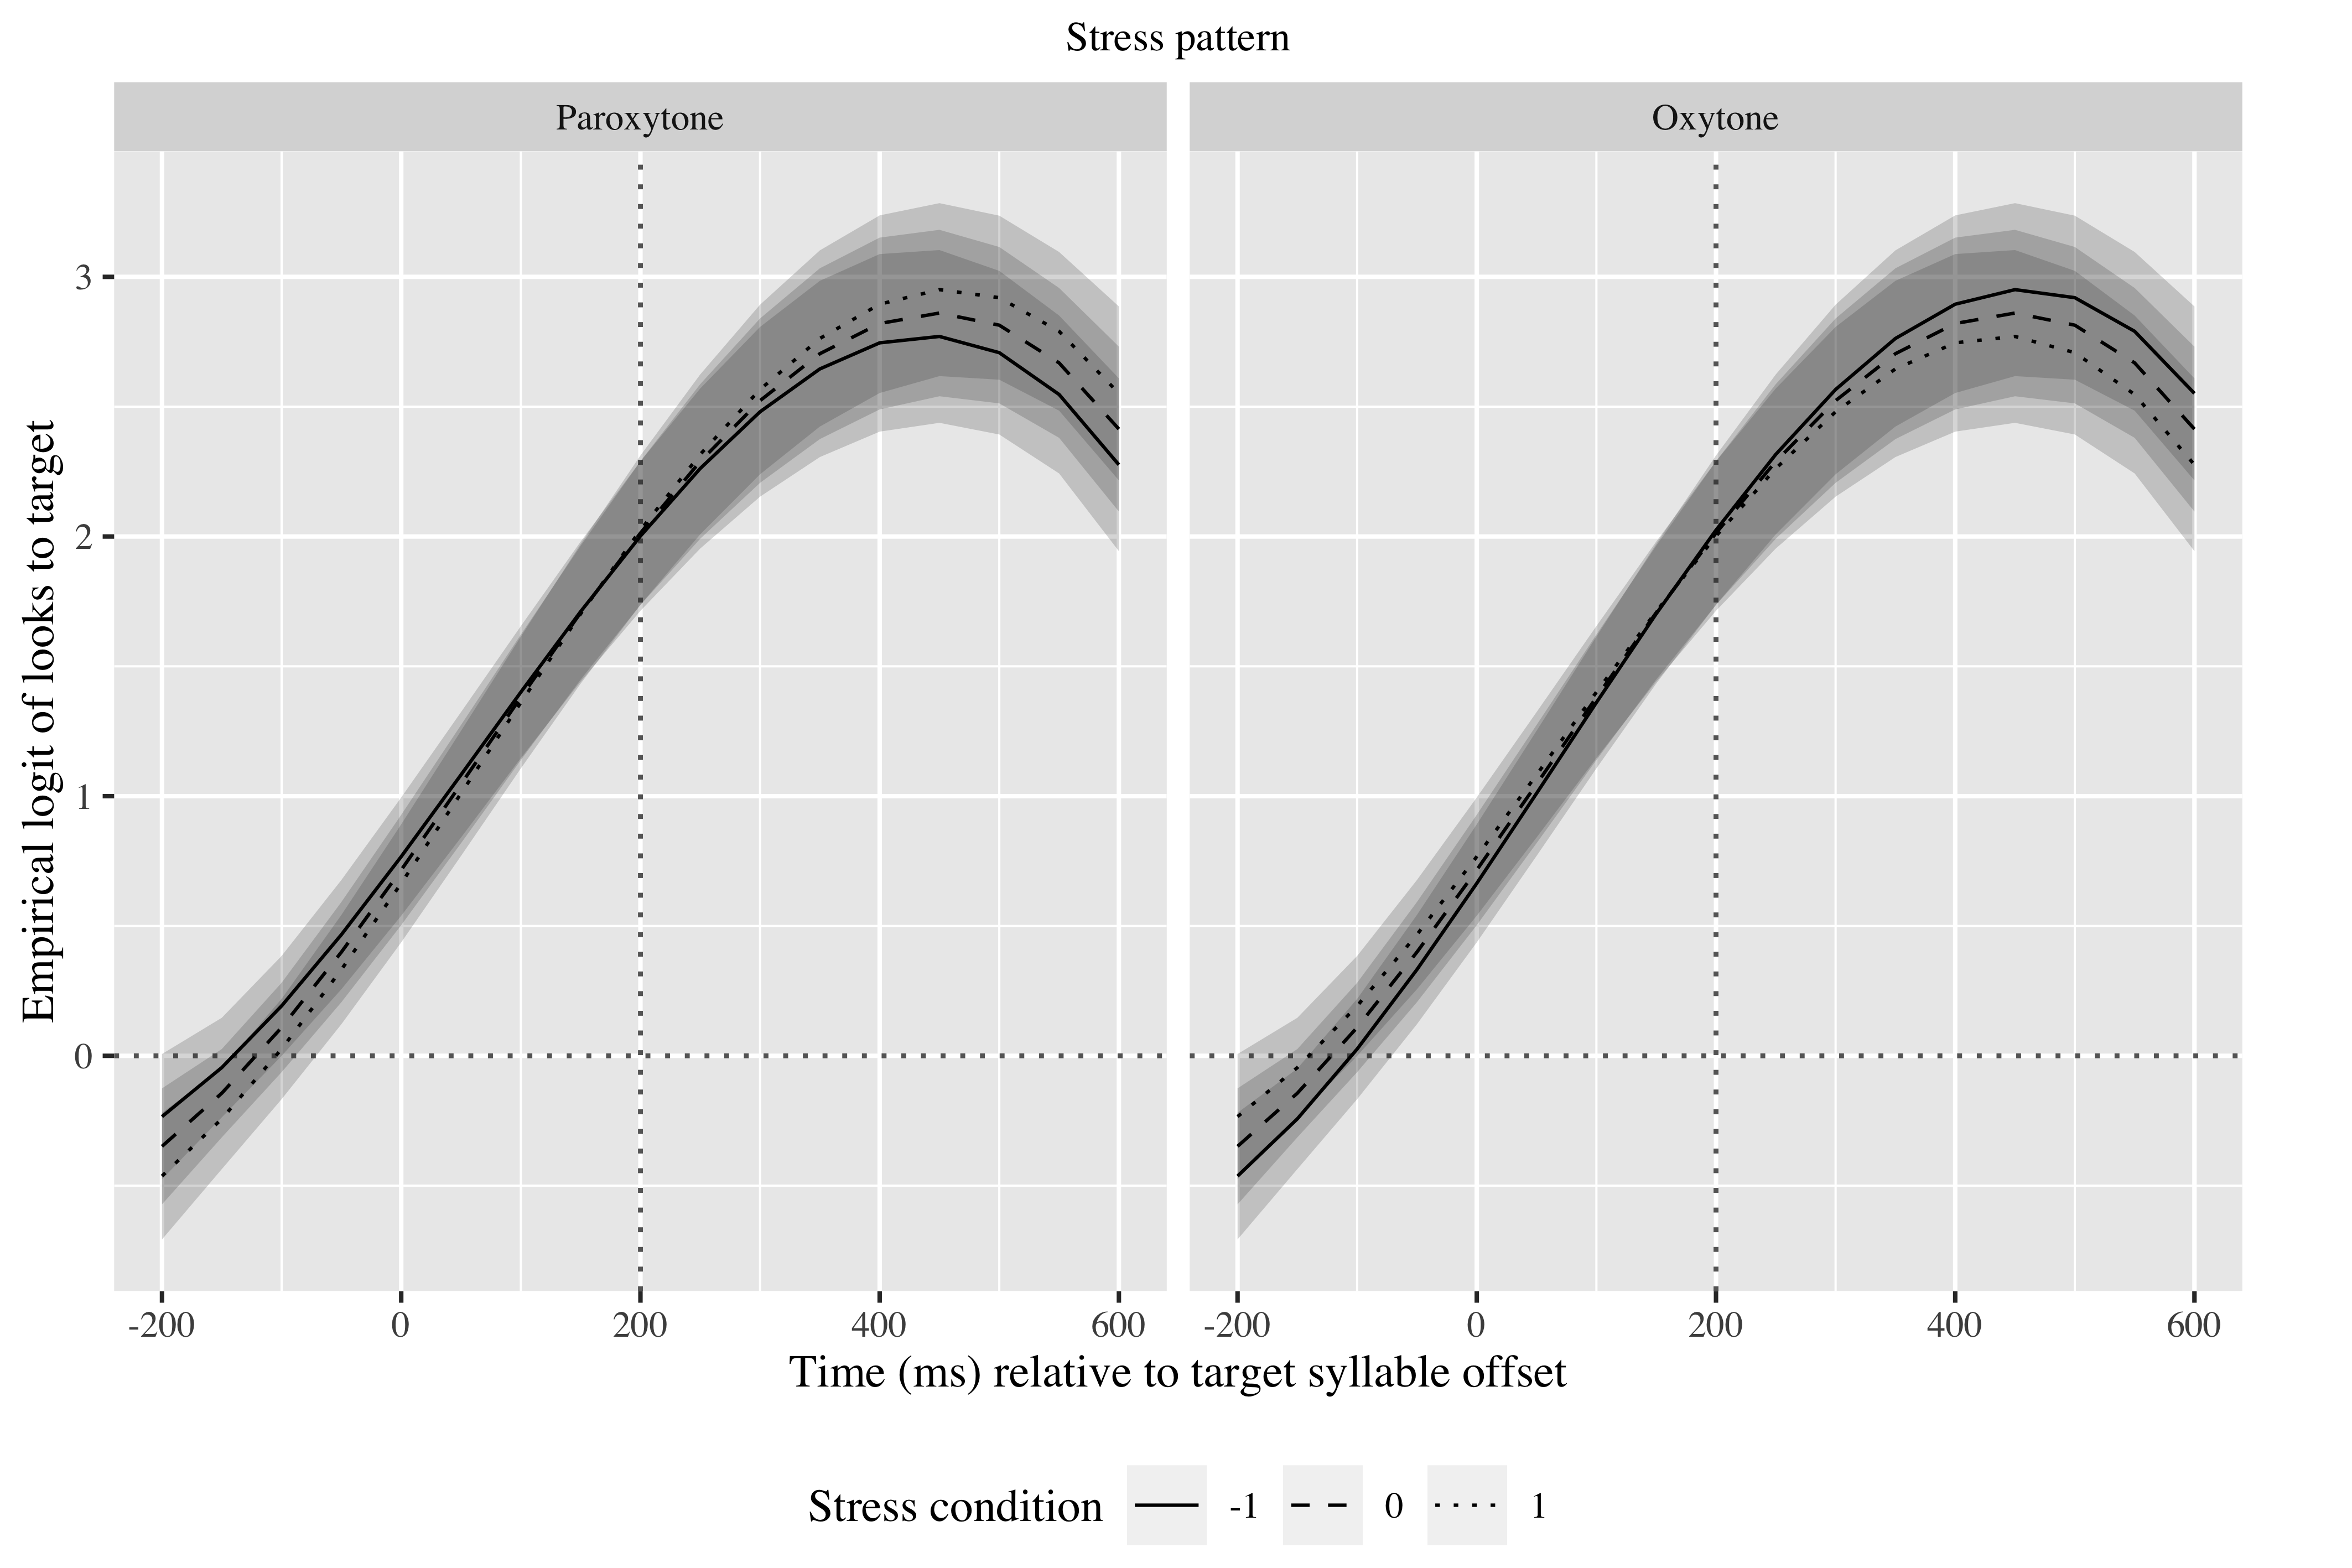 Stress pattern
Paroxytone Oxytone
Empirical logit of looks to target
3
2
1
0
-200 0 200 400 600 -200 0 200 400 600
Time (ms) relative to target syllable offset
Stress condition -1 0 1